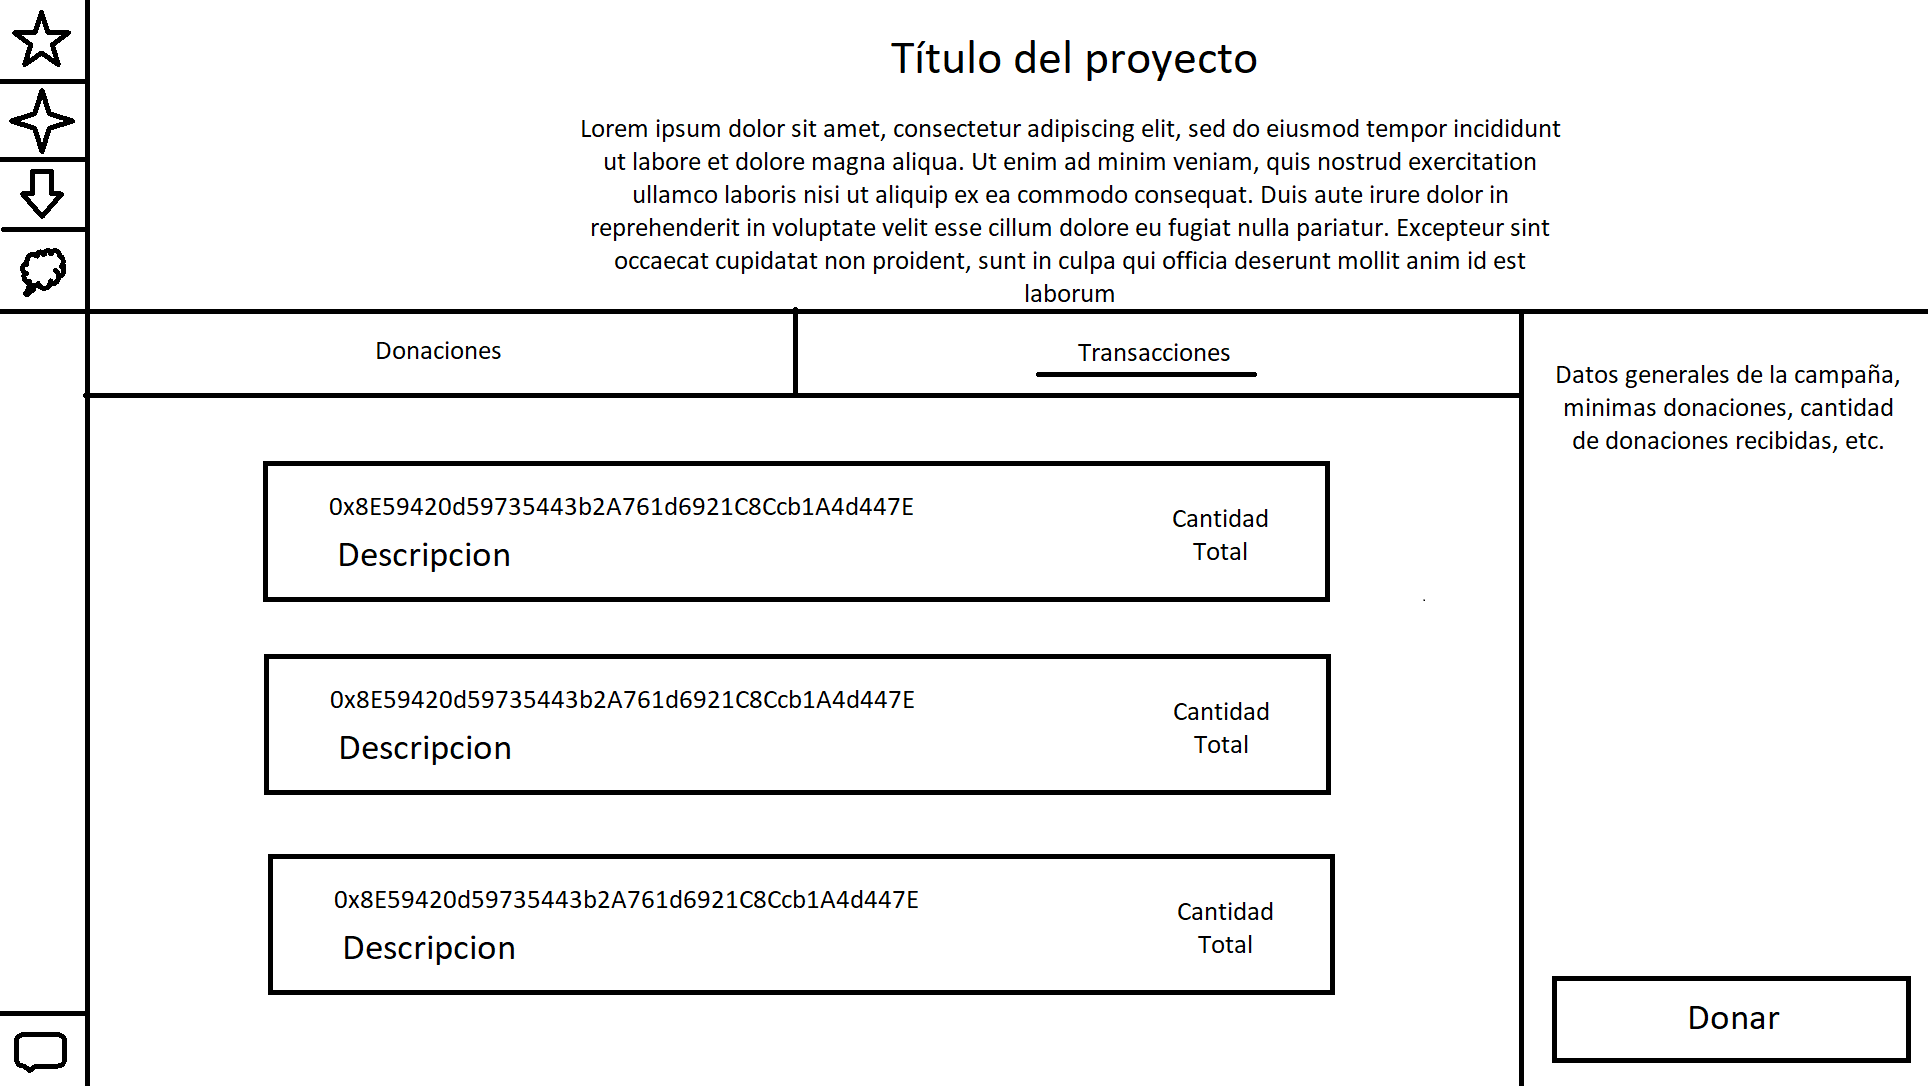 Título del proyecto
Lorem ipsum dolor sit amet, consectetur adipiscing elit, sed do eiusmod tempor incididunt
ut labore et dolore magna aliqua. Ut enim ad minim veniam, quis nostrud exercitation
ullamco laboris nisi ut aliquip ex ea commodo consequat. Duis aute irure dolor in
reprehenderit in voluptate velit esse cillum dolore eu fugiat nulla pariatur. Excepteur sint
occaecat cupidatat non proident, sunt in culpa qui officia deserunt mollit anim id est
laborum
Donaciones
Transacciones
0x8E59420d59735443b2A761d6921C8Ccb1A4d447E
Descripcion
Cantidad
Total
0x8E59420d59735443b2A761d6921C8Ccb1A4d447E
Descripcion
Cantidad
Total
0x8E59420d59735443b2A761d6921C8Ccb1A4d447E
Descripcion
Cantidad
Total
Datos generales de la campaña,
minimas donaciones, cantidad
de donaciones recibidas, etc.
Donar